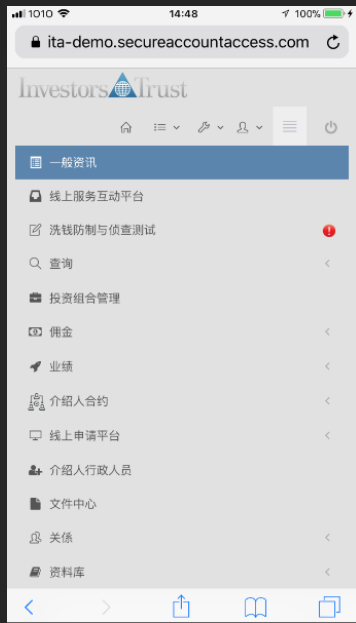 1010 14:48 100%
ita-demo.secureaccountaccess.com
Investors Trust
一般资讯
线上服务互动平台
洗钱防制与侦查测试
查询
投资组合管理
佣金
业绩
介绍人合约
线上申请平台
介绍人行政人员
文件中心
关係
资料库